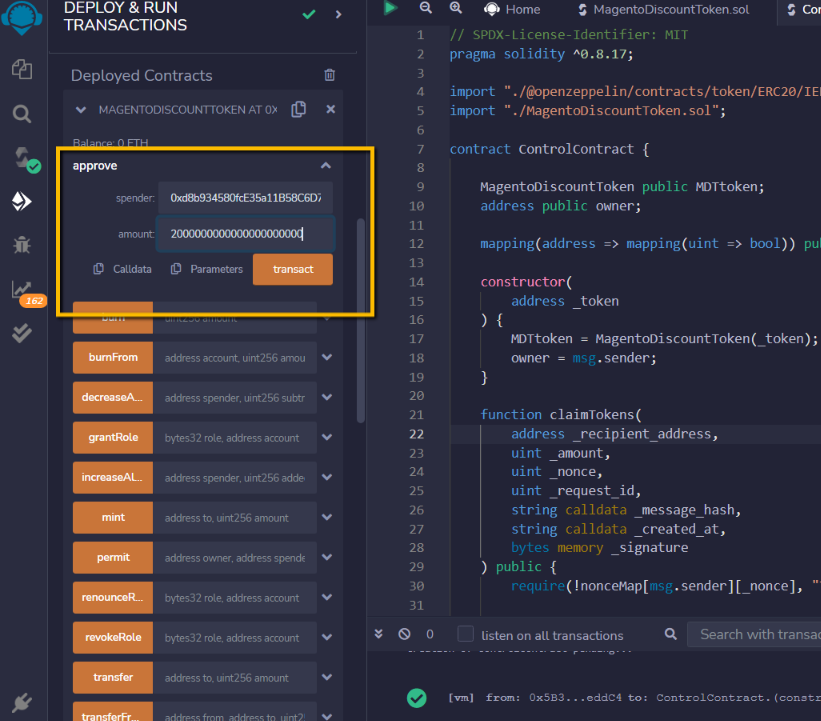 DEPLOY & RUN
TRANSACTIONS
Deployed Contracts
MAGENTODISCOUNTTOKEN AT 0X
Balance: 0 ETH
approve
spender: 0xd8b934580fcE35a11B58C6D7
amount:
Calldata Parameters transact
burn uint256 amount
burnFrom address account, uint256 amou
decreaseA... address spender, uint256 subtr
grantRole bytes32 role, address account
increaseAl... address spender, uint256 adde
mint address to, uint256 amount
permit address owner, address spende
renounceR... bytes32 role, address account
revokeRole bytes32 role, address account
transfer address to, uint256 amount
transferFr... address from, address to, uint2
162
Home MagentoDiscountToken.sol Con
1 // SPDX-License-Identifier: MIT
2 pragma solidity ^0.8.17;
3
4 import "./@openzeppelin/contracts/token/ERC20/IE
5 import "./MagentoDiscountToken.sol";
6
7 contract ControlContract {
8
9 MagentoDiscountToken public MDTtoken;
10 address public owner;
11
12 mapping(address => mapping(uint => bool)) pu
13
14 constructor(
15 address _token
16 ) {
17 MDTtoken = MagentoDiscountToken(_token);
18 owner = msg.sender;
19 }
20
21 function claimTokens(
22 address _recipient_address,
23 uint _amount,
24 uint _nonce,
25 uint _request_id,
26 string calldata _message_hash,
27 string calldata _created_at,
28 bytes memory _signature
29 ) public {
30 require(!nonceMap[msg.sender][_nonce], "
31
0 listen on all transactions Search with transac
creation of ControlContract pending...
[vm] from: 0x5B3...eddC4 to: ControlContract.(constr